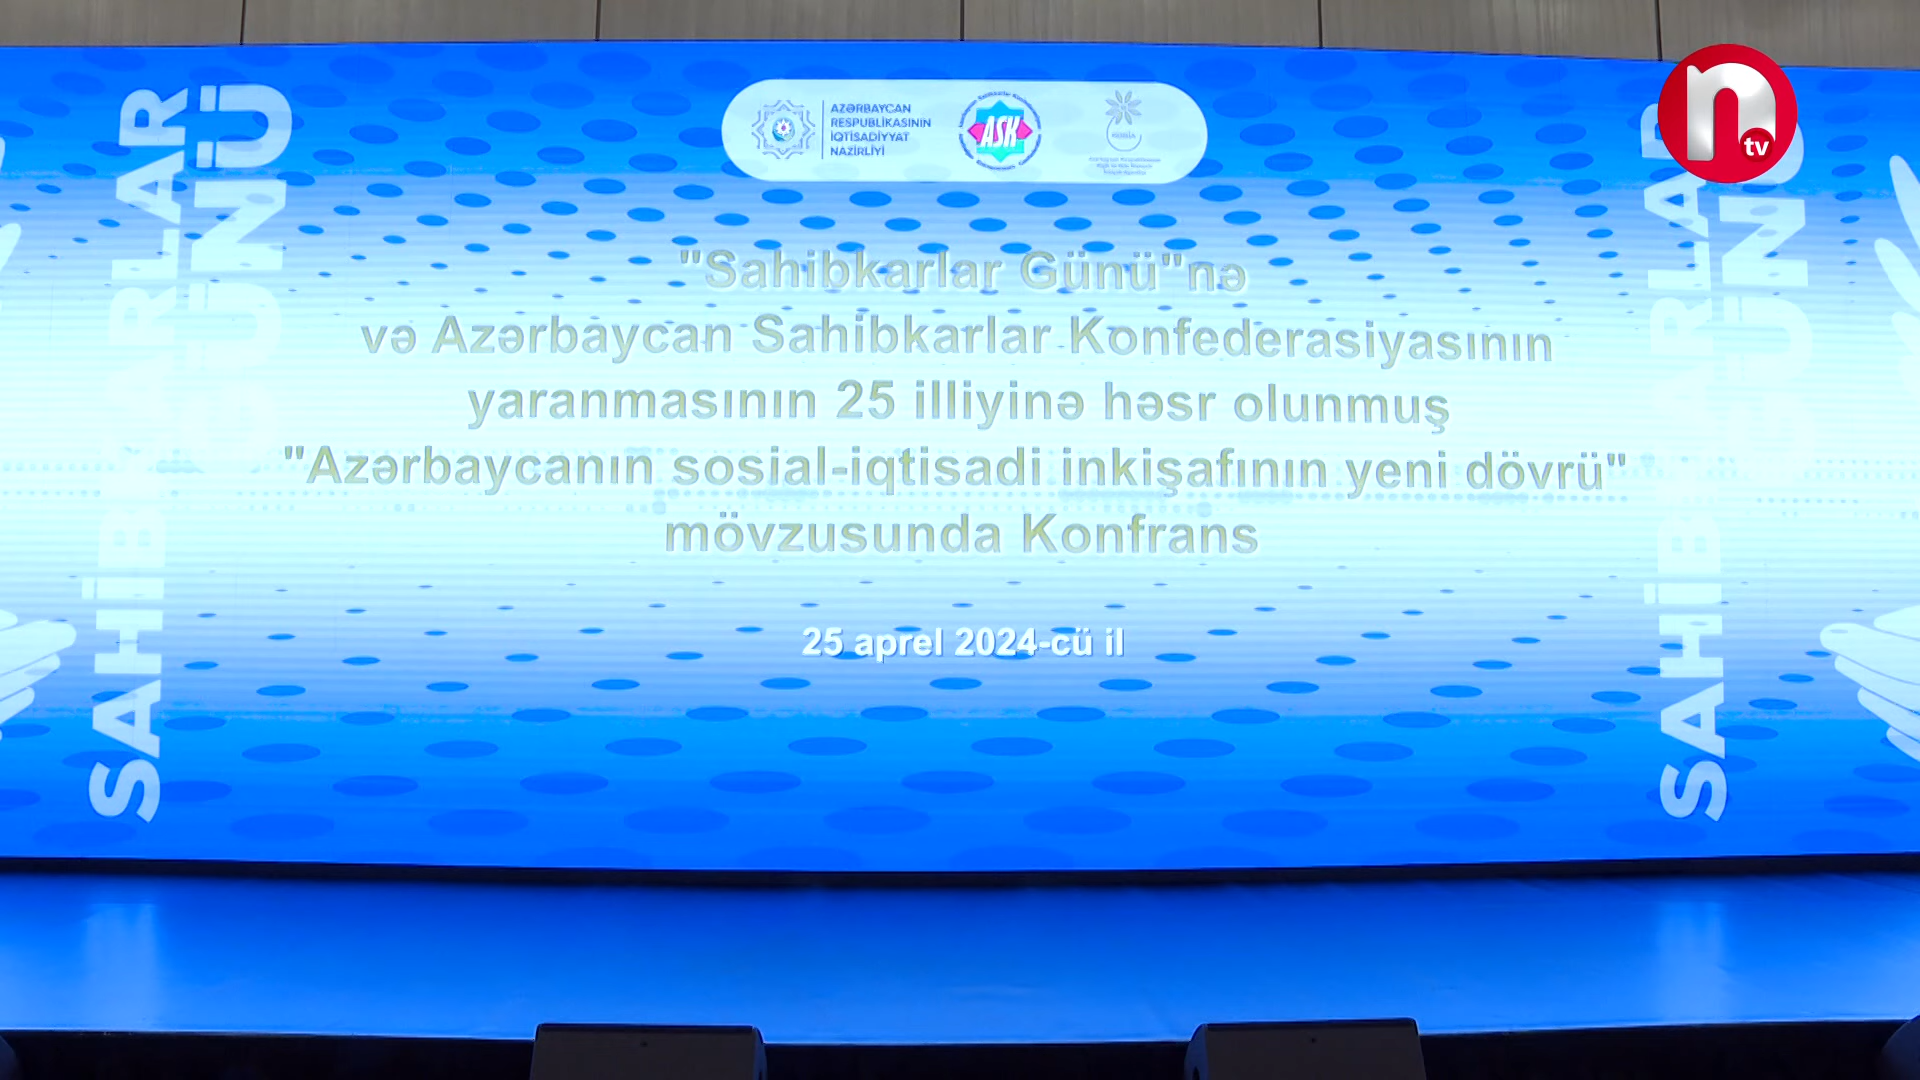 AZƏRBAYCAN
RESPUBLİKASININ
İQTİSADİYYAT
NAZİRLİYİ
ASK
n tv
SAHİBKARLAR
GÜNÜ
"Sahibkarlar Günü"nə
və Azərbaycan Sahibkarlar Konfederasiyasının
yaranmasının 25 illiyinə həsr olunmuş
"Azərbaycanın sosial-iqtisadi inkişafının yeni dövrü"
mövzusunda Konfrans
25 aprel 2024-cü il
SAHİBKARLAR
GÜNÜ